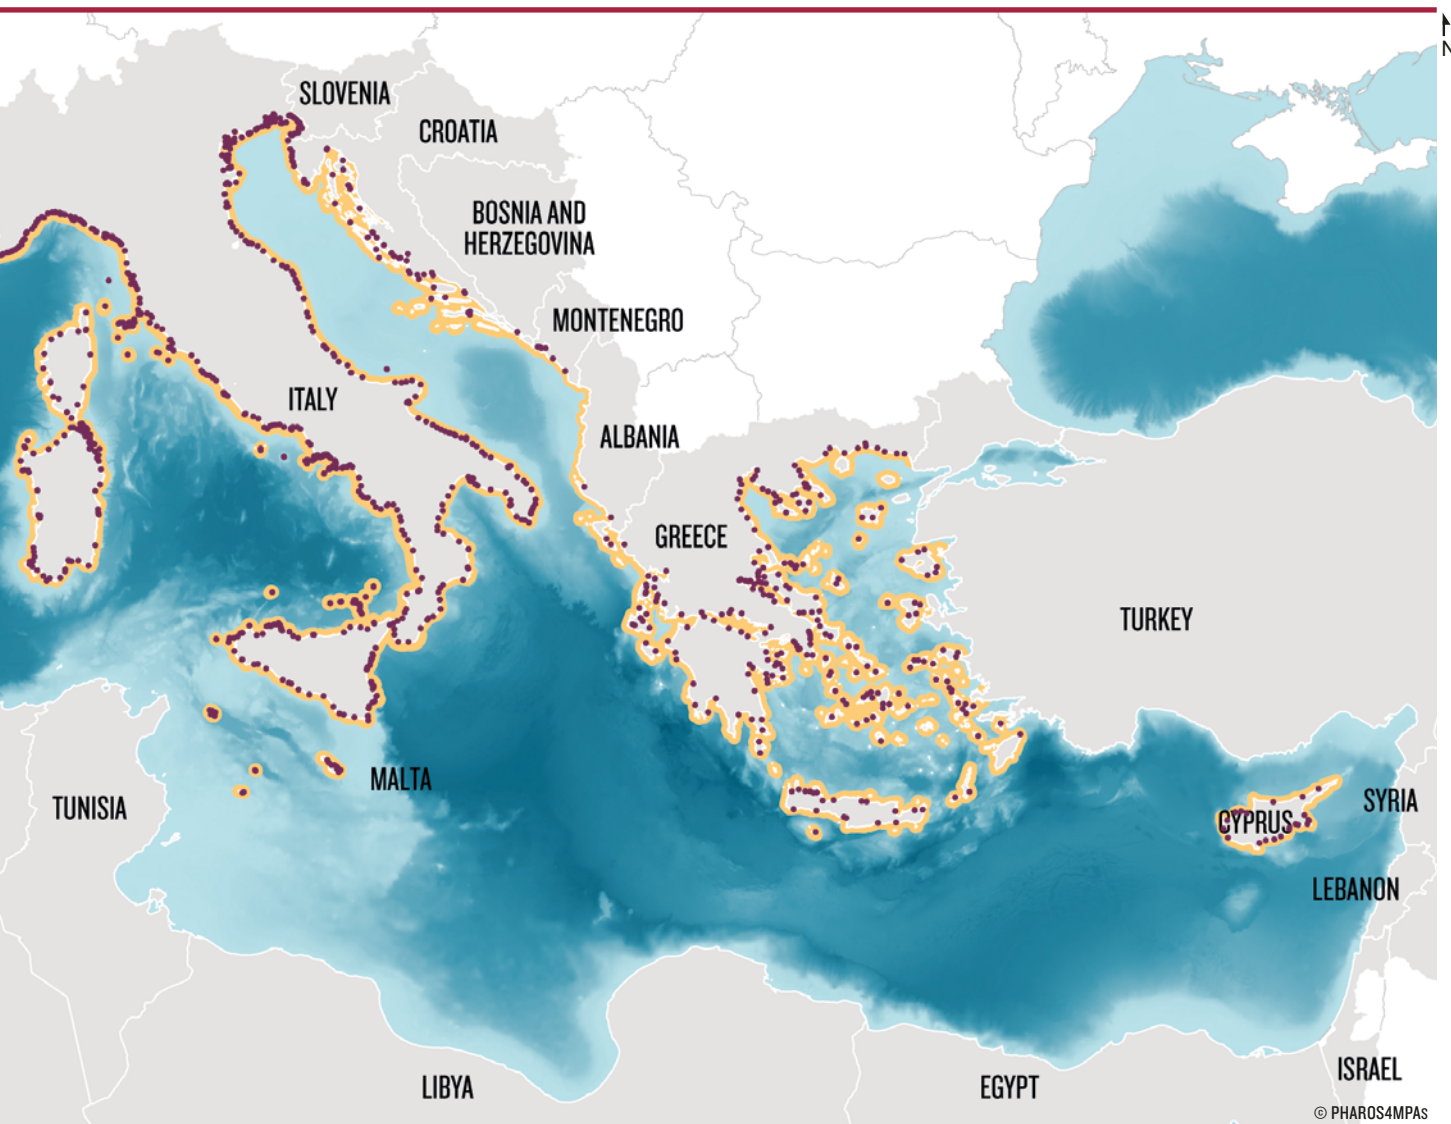 N
SLOVENIA
CROATIA
BOSNIA AND
HERZEGOVINA
MONTENEGRO
ITALY
ALBANIA
GREECE
TURKEY
MALTA
TUNISIA
CYPRUS
SYRIA
LEBANON
LIBYA
EGYPT
ISRAEL
© PHAROS4MPAs